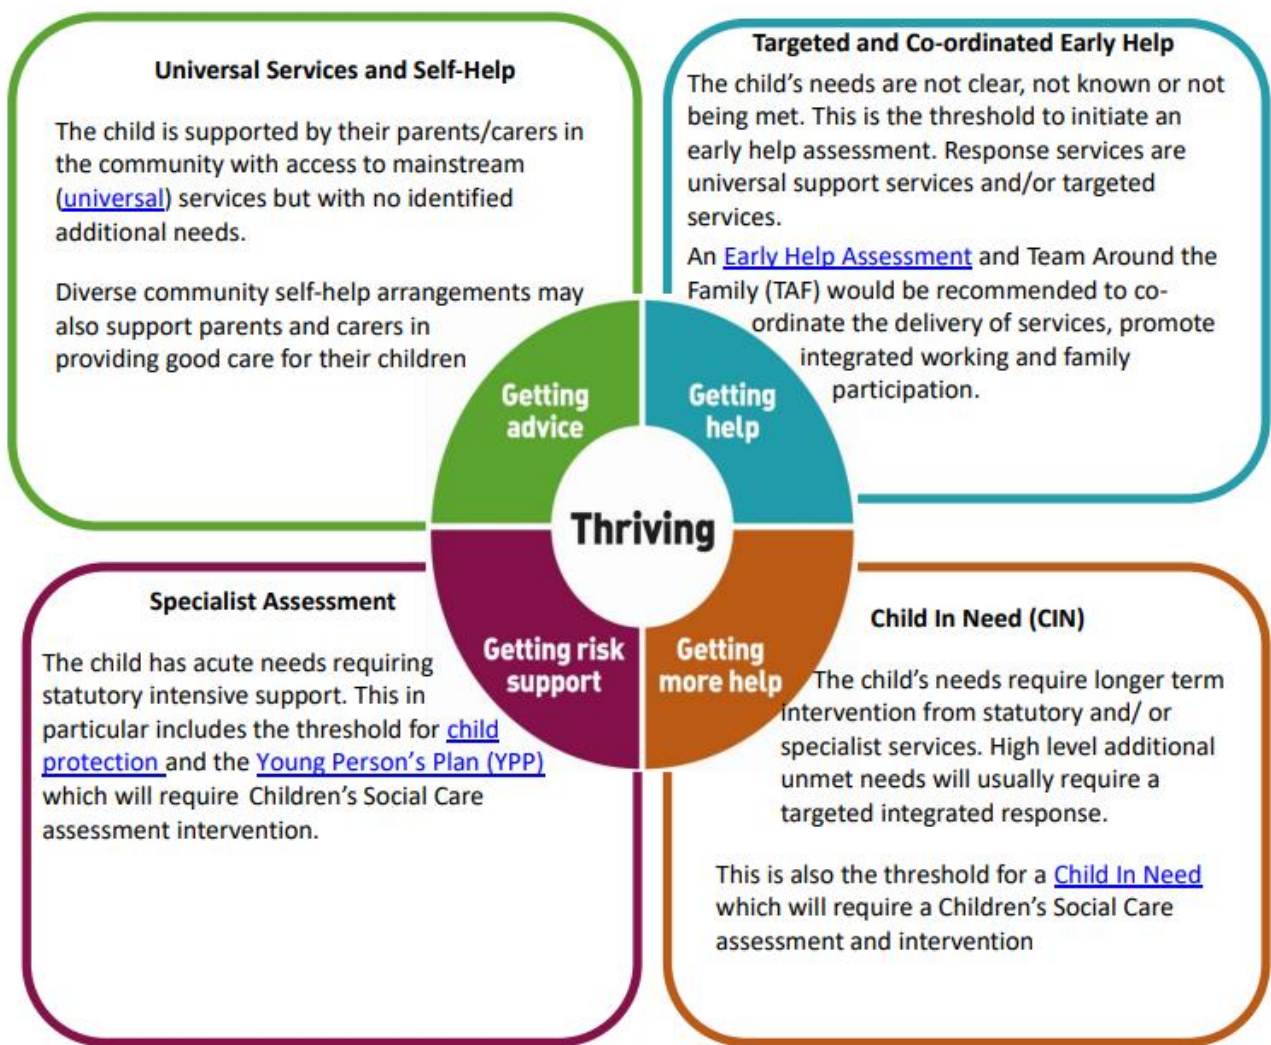 Universal Services and Self-Help
The child is supported by their parents/carers in
the community with access to mainstream
(universal) services but with no identified
additional needs.
Diverse community self-help arrangements may
also support parents and carers in
providing good care for their children
Targeted and Co-ordinated Early Help
The child’s needs are not clear, not known or not
being met. This is the threshold to initiate an
early help assessment. Response services are
universal support services and/or targeted
services.
An Early Help Assessment and Team Around the
Family (TAF) would be recommended to co-
ordinate the delivery of services, promote
integrated working and family
participation.
Getting
advice
Getting
help
Thriving
Getting risk
support
Getting
more help
Specialist Assessment
The child has acute needs requiring
statutory intensive support. This in
particular includes the threshold for child
protection and the Young Person’s Plan (YPP)
which will require Children’s Social Care
assessment intervention.
Child In Need (CIN)
The child’s needs require longer term
intervention from statutory and/ or
specialist services. High level additional
unmet needs will usually require a
targeted integrated response.
This is also the threshold for a Child In Need
which will require a Children’s Social Care
assessment and intervention